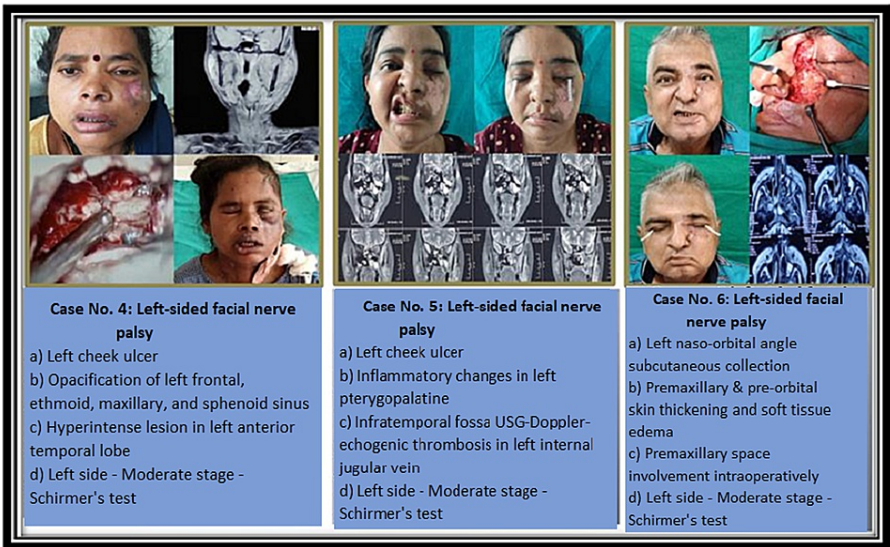 Case No. 4: Left-sided facial nerve
palsy
a) Left cheek ulcer
b) Opacification of left frontal,
ethmoid, maxillary, and sphenoid sinus
c) Hyperintense lesion in left anterior
temporal lobe
d) Left side - Moderate stage -
Schirmer's test
Case No. 5: Left-sided facial nerve
palsy
a) Left cheek ulcer
b) Inflammatory changes in left
pterygopalatine
c) Infratemporal fossa USG-Doppler-
echogenic thrombosis in left internal
jugular vein
d) Left side - Moderate stage -
Schirmer's test
Case No. 6: Left-sided facial
nerve palsy
a) Left naso-orbital angle
subcutaneous collection
b) Premaxillary & pre-orbital
skin thickening and soft tissue
edema
c) Premaxillary space
involvement intraoperatively
d) Left side - Moderate stage -
Schirmer's test